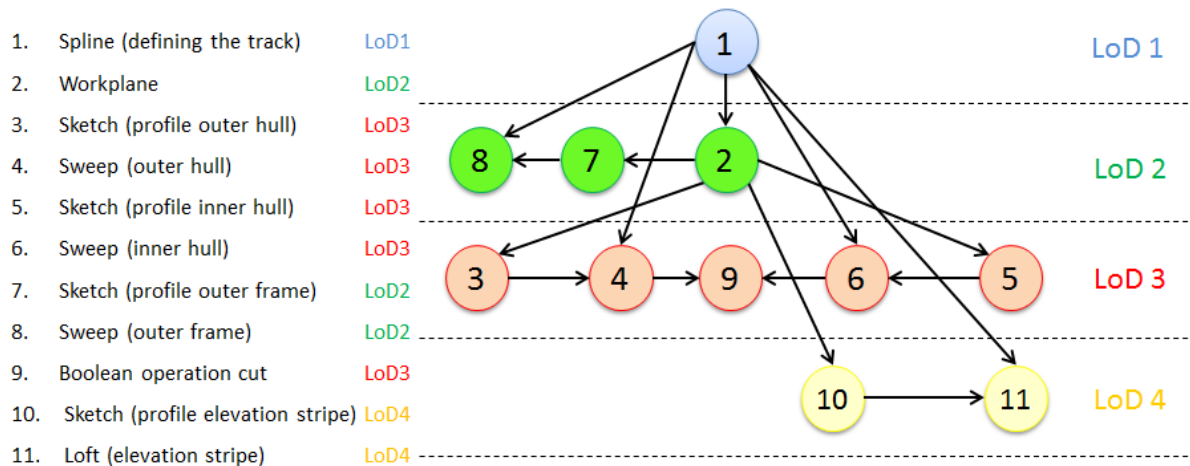 1. Spline (defining the track) LoD1
2. Workplane LoD2
3. Sketch (profile outer hull) LoD3
4. Sweep (outer hull) LoD3
5. Sketch (profile inner hull) LoD3
6. Sweep (inner hull) LoD3
7. Sketch (profile outer frame) LoD2
8. Sweep (outer frame) LoD2
9. Boolean operation cut LoD3
10. Sketch (profile elevation stripe) LoD4
11. Loft (elevation stripe) LoD4
1 LoD 1
8 7 2 LoD 2
3 4 9 6 5 LoD 3
10 11 LoD 4